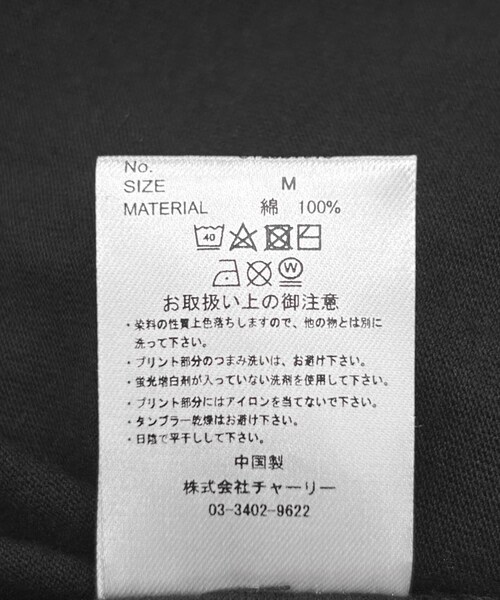 No.
SIZE M
MATERIAL 綿 100%
40
W
お取扱い上の御注意
・染料の性質上色落ちしますので、他の物とは別に
洗って下さい。
・プリント部分のつまみ洗いは、お避け下さい。
・蛍光増白剤が入っていない洗剤を使用して下さい。
・プリント部分にはアイロンを当てないで下さい。
・タンブラー乾燥はお避け下さい。
・日陰で平干しして下さい。
中国製
株式会社チャーリー
03-3402-9622